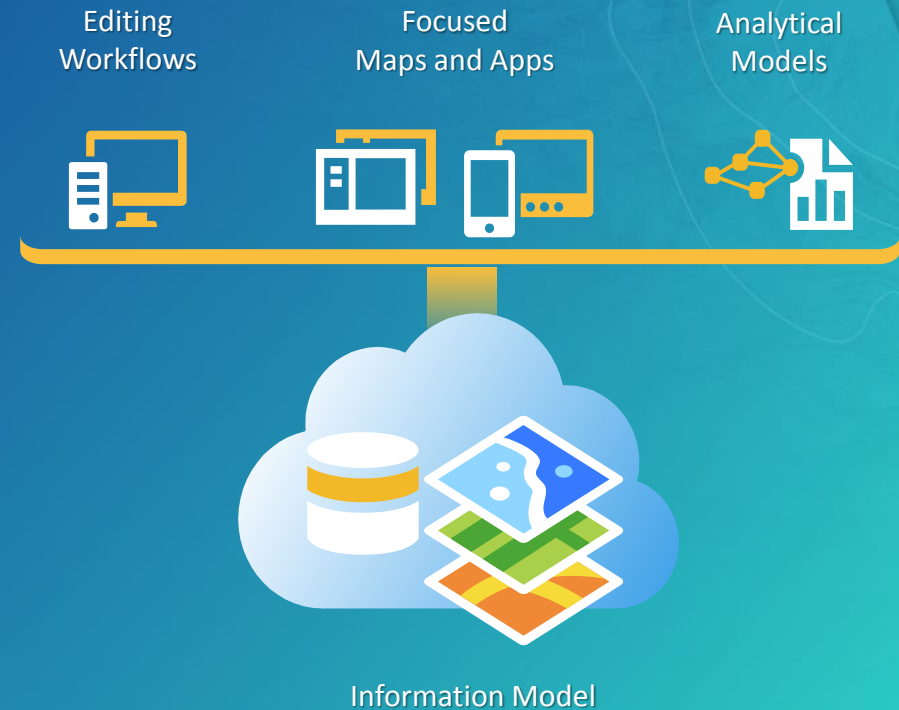 Editing
Workflows
Focused
Maps and Apps
Analytical
Models
Information Model